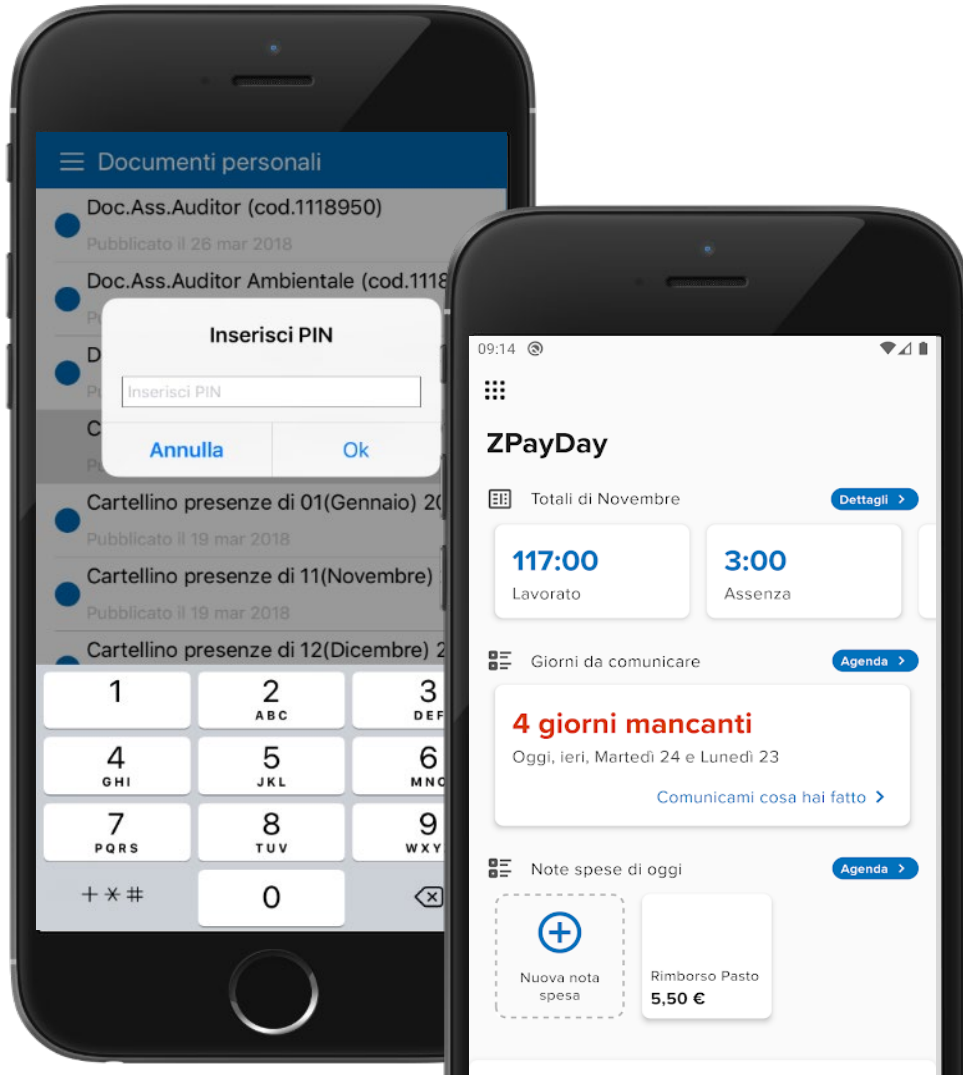 Documenti personali
Doc.Ass.Auditor (cod.1118950)
Pubblicato il 26 mar 2018
Doc.Ass.Auditor Ambientale (cod.1118
Inserisci PIN
Inserisci PIN
Annulla
Ok
Cartellino presenze di 01(Gennaio) 20
Pubblicato il 19 mar 2018
Cartellino presenze di 11(Novembre)
Pubblicato il 19 mar 2018
Cartellino presenze di 12(Dicembre) 2
1
2
ABC
3
DEF
4
GHI
5
JKL
6
MNO
7
PQRS
8
TUV
9
WXY
+*#
0
09:14
ZPayDay
Totali di Novembre
Dettagli >
117:00
Lavorato
3:00
Assenza
Giorni da comunicare
Agenda >
4 giorni mancanti
Oggi, ieri, Martedì 24 e Lunedì 23
Comunicami cosa hai fatto >
Note spese di oggi
Agenda >
Nuova nota
spesa
Rimborso Pasto
5,50 €